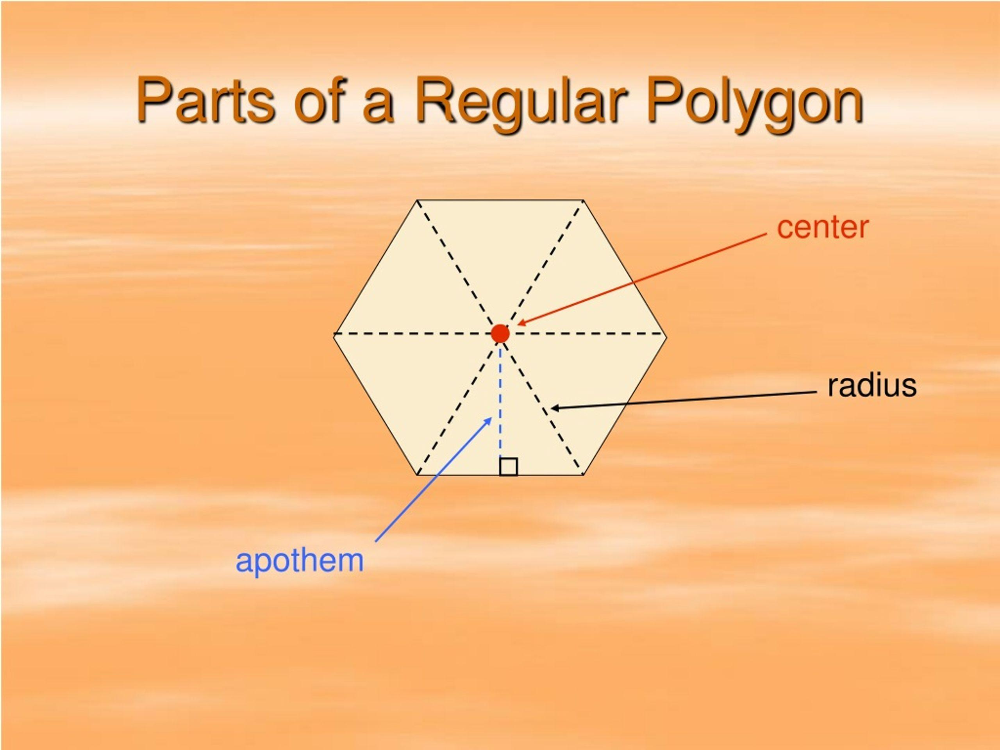 Parts of a Regular Polygon
center
radius
apothem